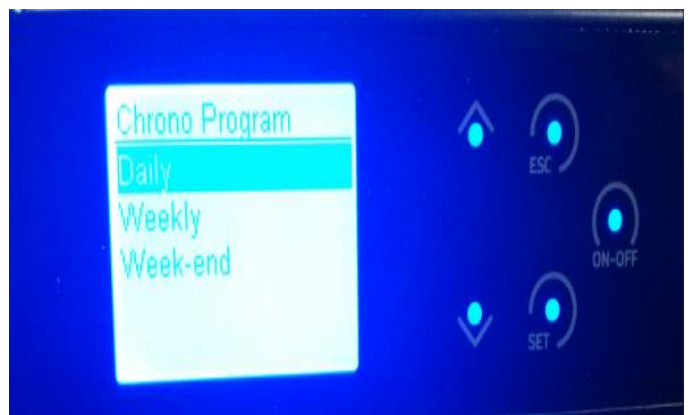 Chrono Program
Daily
Weekly
Week-end
ESC
ON-OFF
SET